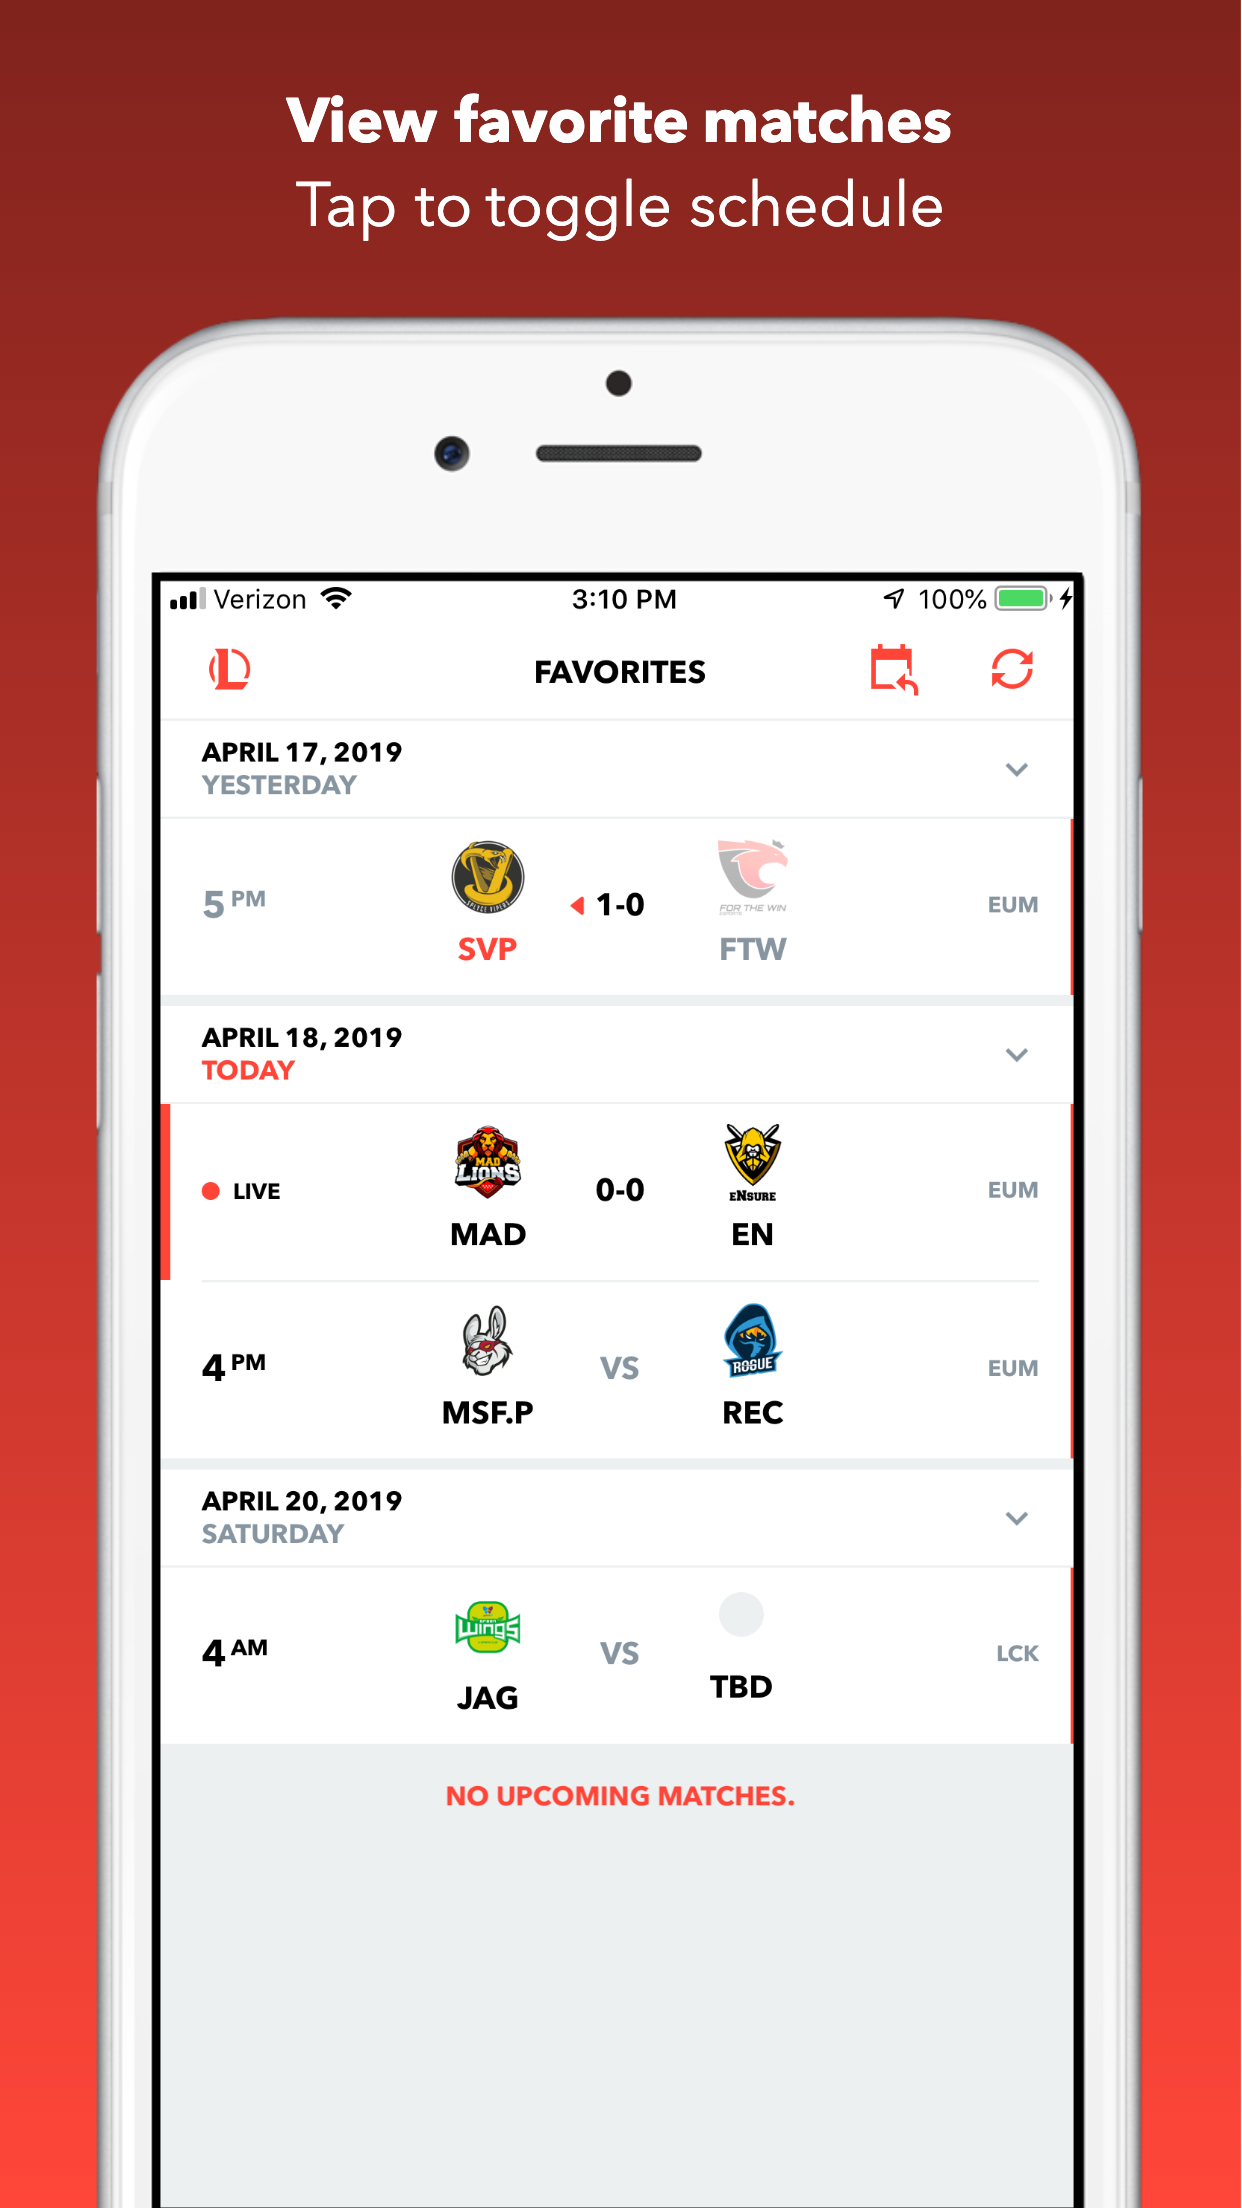 View favorite matches
Tap to toggle schedule
Verizon 3:10 PM 100%
FAVORITES
APRIL 17, 2019
YESTERDAY
5 PM 1-0 EUM
FOR THE WIN
SVP FTW
APRIL 18, 2019
TODAY
MAD
LIONS
LIVE 0-0 EUM
ENSURE
MAD EN
4 PM VS EUM
ROGUE
MSF.P REC
APRIL 20, 2019
SATURDAY
WINGS
4 AM VS LCK
JAG TBD
NO UPCOMING MATCHES.